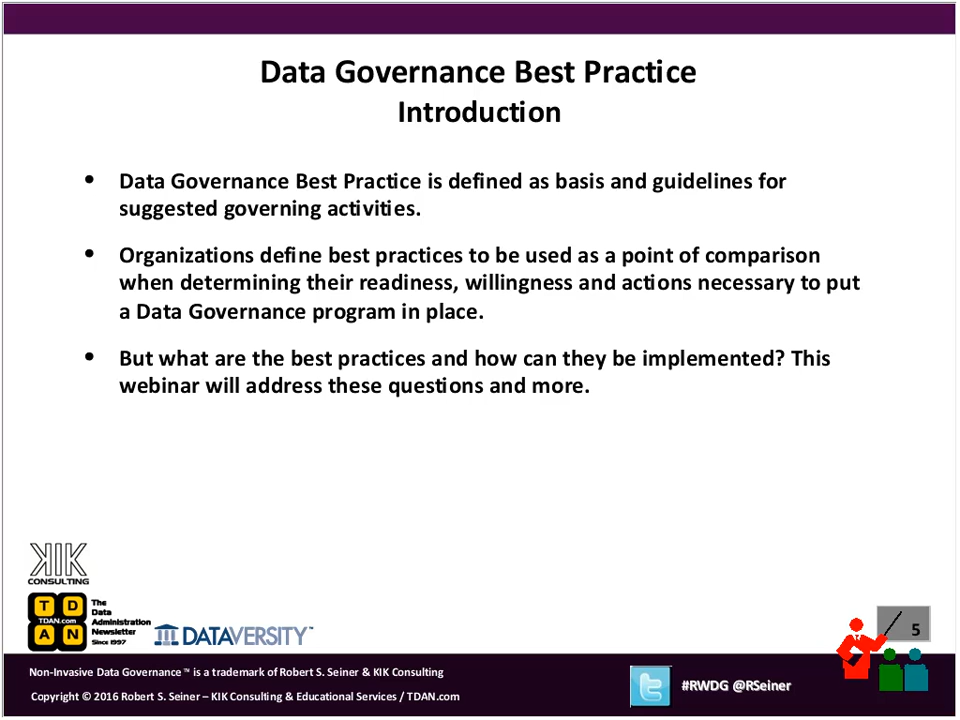 Data Governance Best Practice
Introduction
• Data Governance Best Practice is defined as basis and guidelines for
suggested governing activities.
• Organizations define best practices to be used as a point of comparison
when determining their readiness, willingness and actions necessary to put
a Data Governance program in place.
• But what are the best practices and how can they be implemented? This
webinar will address these questions and more.
KIK
CONSULTING
T D
TDAN.com
A N
The
Data
Administration
Newsletter
Since 1997
DATAVERSITY™
5
Non-Invasive Data Governance™ is a trademark of Robert S. Seiner & KIK Consulting
Copyright © 2016 Robert S. Seiner – KIK Consulting & Educational Services / TDAN.com
#RWDG @RSeiner